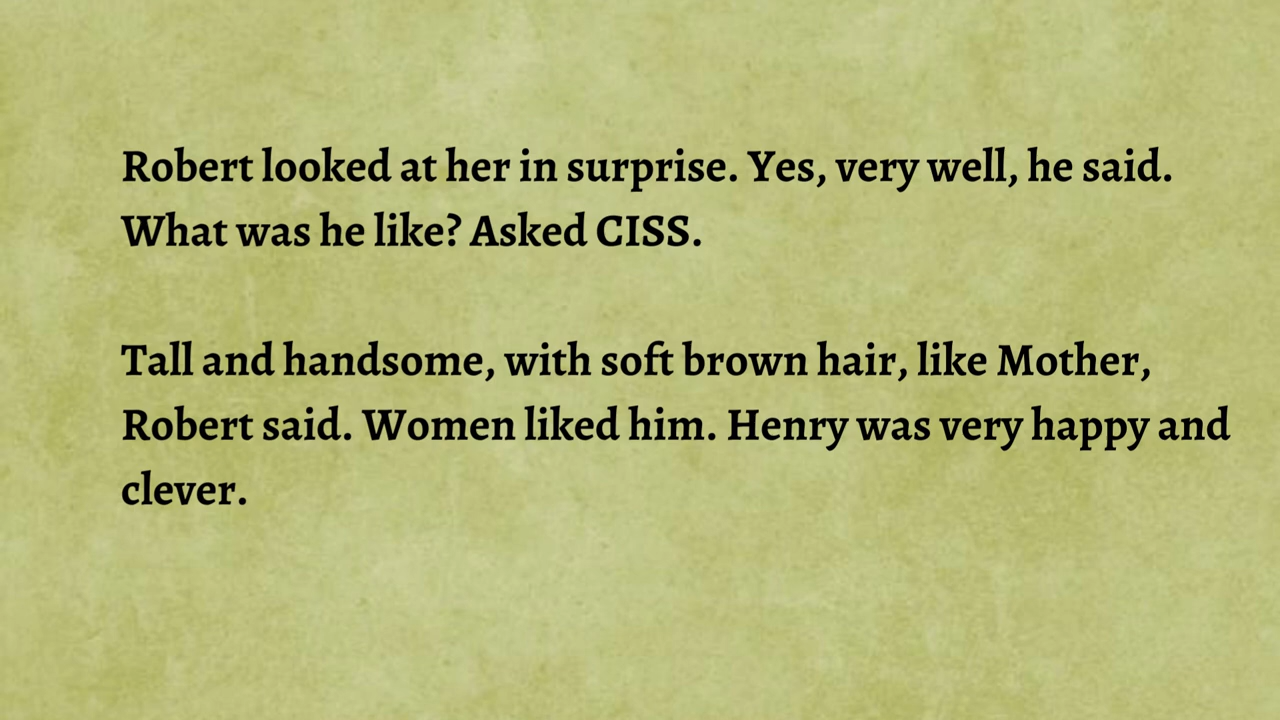 Robert looked at her in surprise. Yes, very well, he said.
What was he like? Asked CISS.
Tall and handsome, with soft brown hair, like Mother,
Robert said. Women liked him. Henry was very happy and
clever.